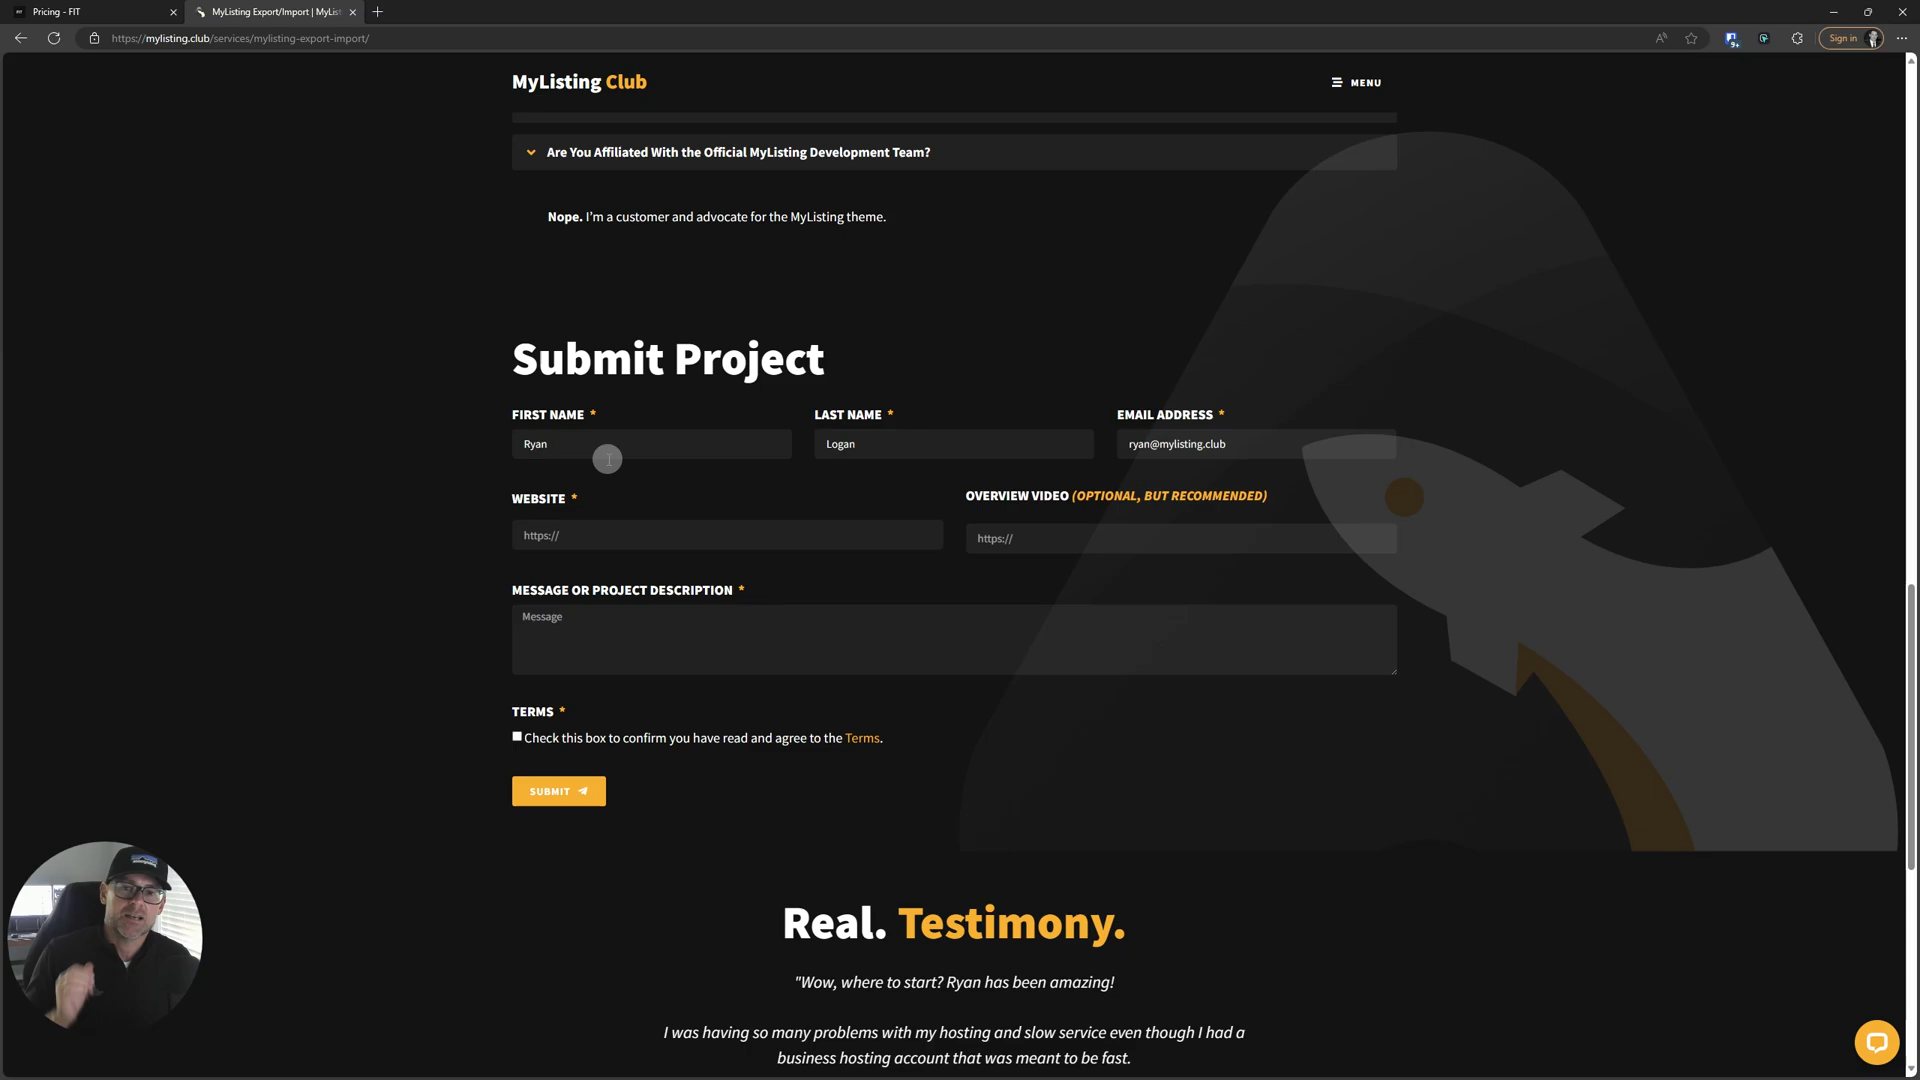 Pricing - FIT
MyListing Export/Import | MyLis
https://mylisting.club/services/mylisting-export-import/
Sign in
9+
MyListing Club
MENU
Are You Affiliated With the Official MyListing Development Team?
Nope. I'm a customer and advocate for the MyListing theme.
Submit Project
FIRST NAME *
LAST NAME *
EMAIL ADDRESS *
Ryan
Logan
ryan@mylisting.club
WEBSITE *
OVERVIEW VIDEO (OPTIONAL, BUT RECOMMENDED)
https://
https://
MESSAGE OR PROJECT DESCRIPTION *
Message
TERMS *
Check this box to confirm you have read and agree to the Terms.
SUBMIT
Real. Testimony.
"Wow, where to start? Ryan has been amazing!
I was having so many problems with my hosting and slow service even though I had a
business hosting account that was meant to be fast.